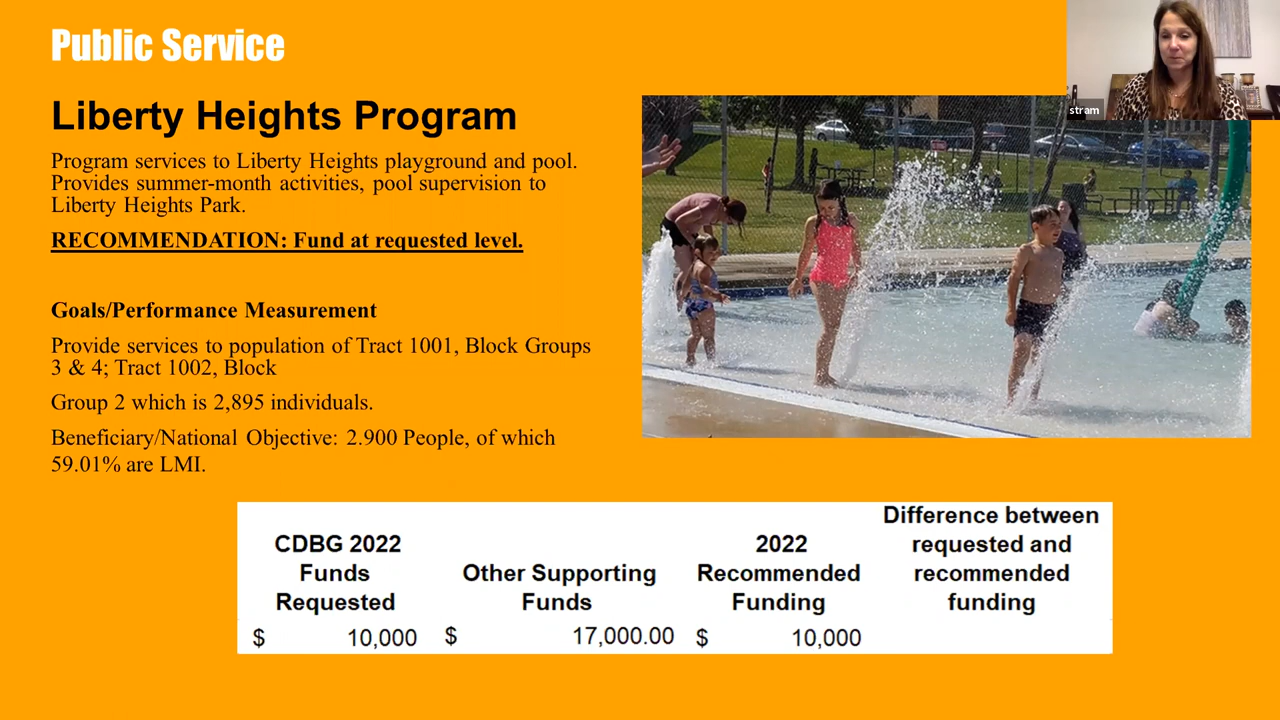 Public Service
Liberty Heights Program
Program services to Liberty Heights playground and pool.
Provides summer-month activities, pool supervision to
Liberty Heights Park.
RECOMMENDATION: Fund at requested level.
Goals/Performance Measurement
Provide services to population of Tract 1001, Block Groups
3 & 4; Tract 1002, Block
Group 2 which is 2,895 individuals.
Beneficiary/National Objective: 2.900 People, of which
59.01% are LMI.
stram
CDBG 2022
Funds
Requested
Other Supporting
Funds
2022
Recommended
Funding
Difference between
requested and
recommended
funding
$ 10,000 $ 17,000.00 $ 10,000